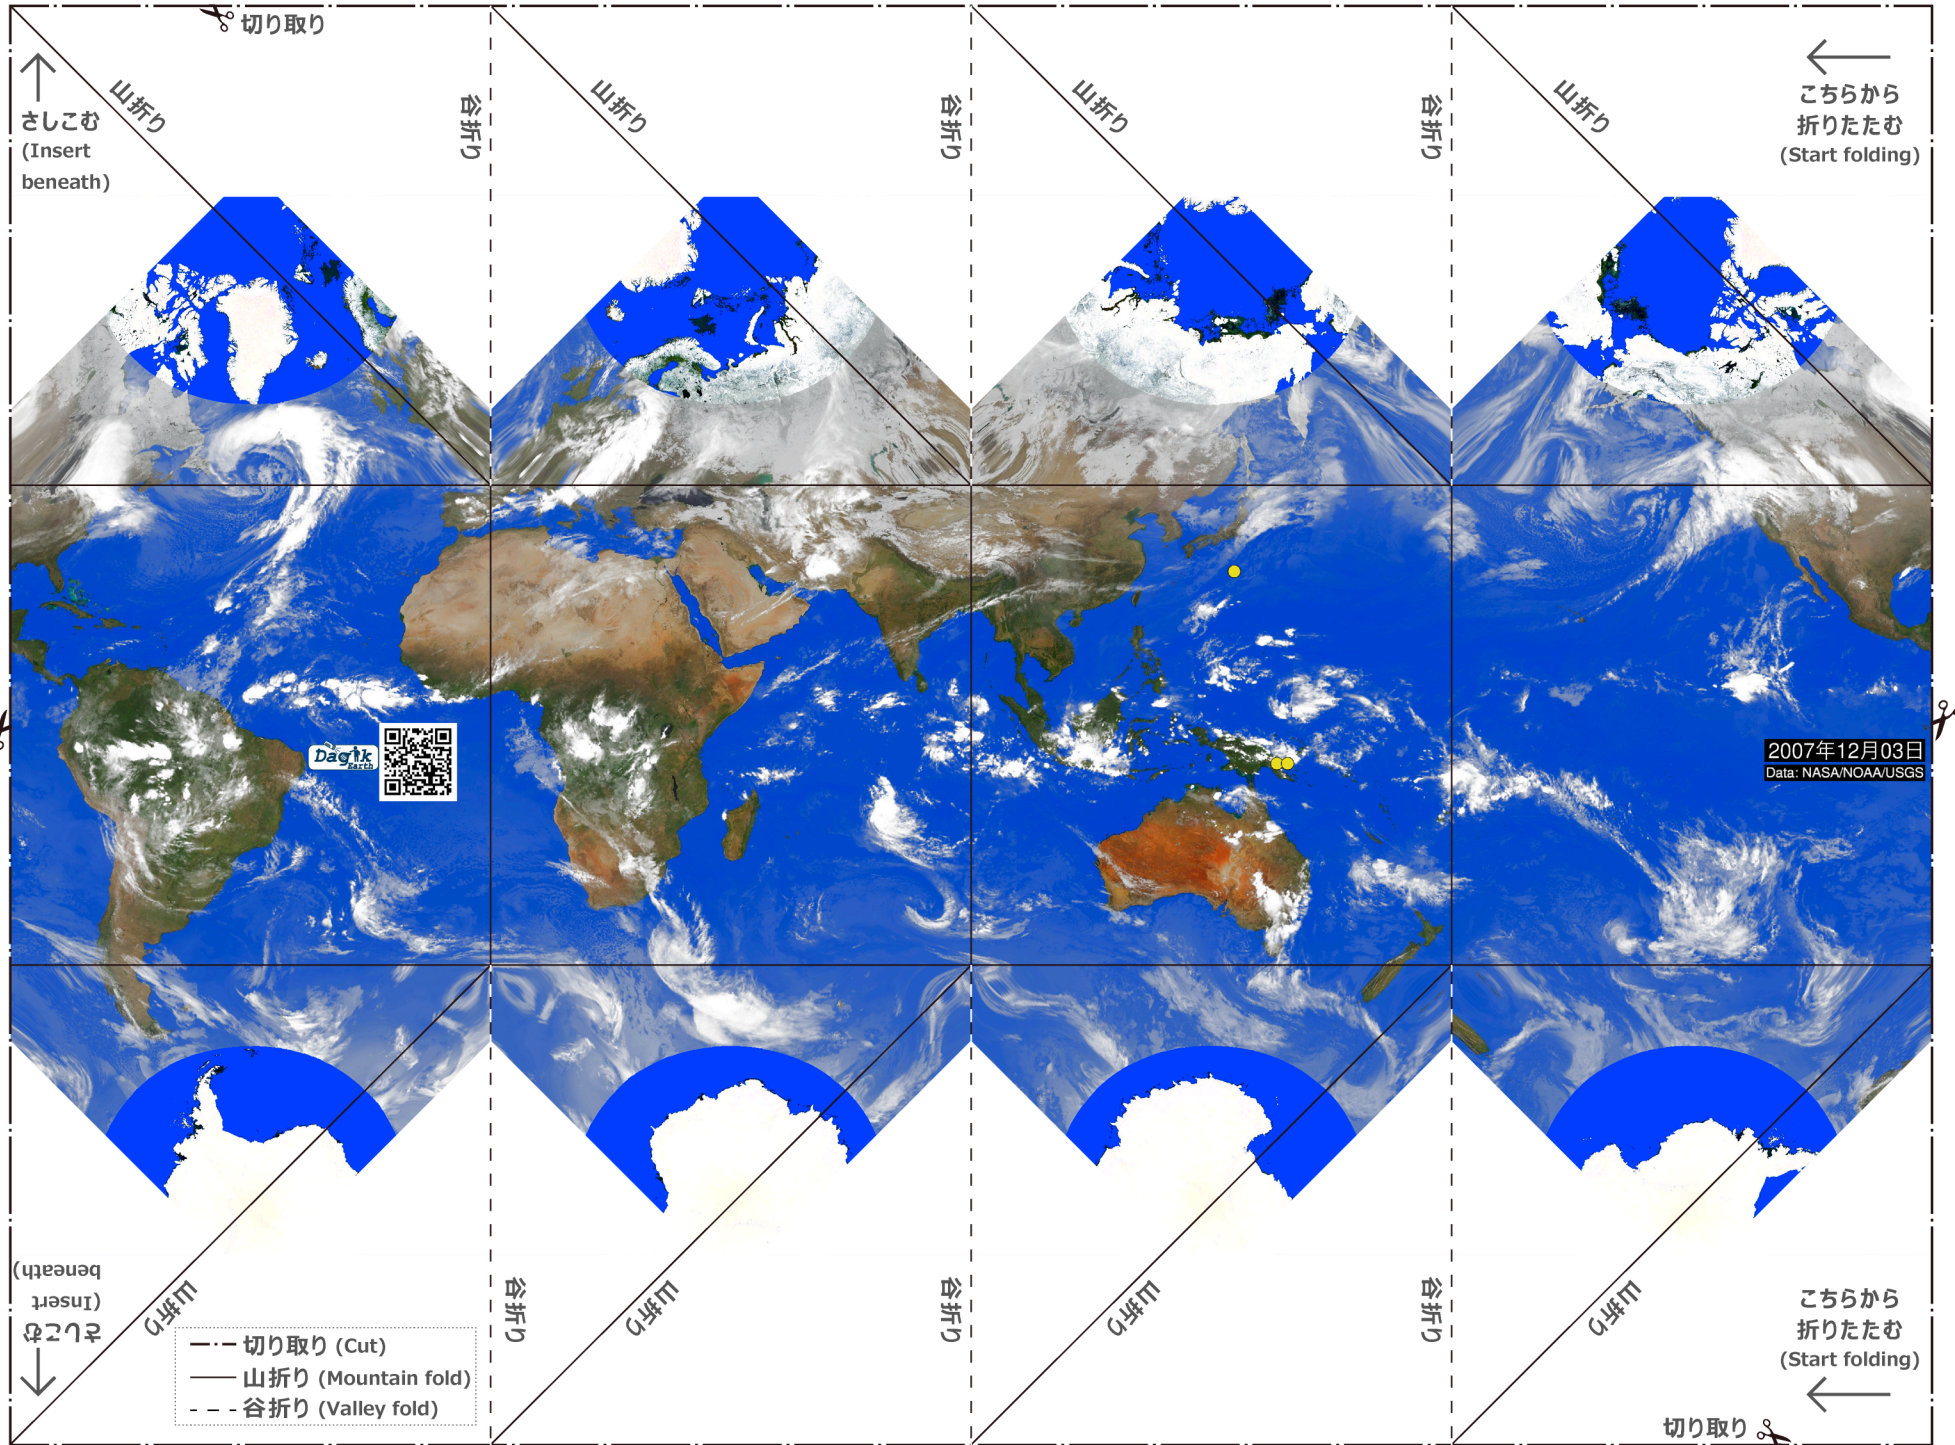 切り取り
山折り
谷折り
山折り
谷折り
山折り
谷折り
山折り
さしこむ
(Insert
beneath)
こちらから
折りたたむ
(Start folding)
Dagik
Earth
2007年12月03日
Data: NASA/NOAA/USGS
さしこむ
(Insert
beneath)
山折り
谷折り
山折り
谷折り
山折り
谷折り
山折り
こちらから
折りたたむ
(Start folding)
切り取り (Cut)
山折り (Mountain fold)
谷折り (Valley fold)
切り取り